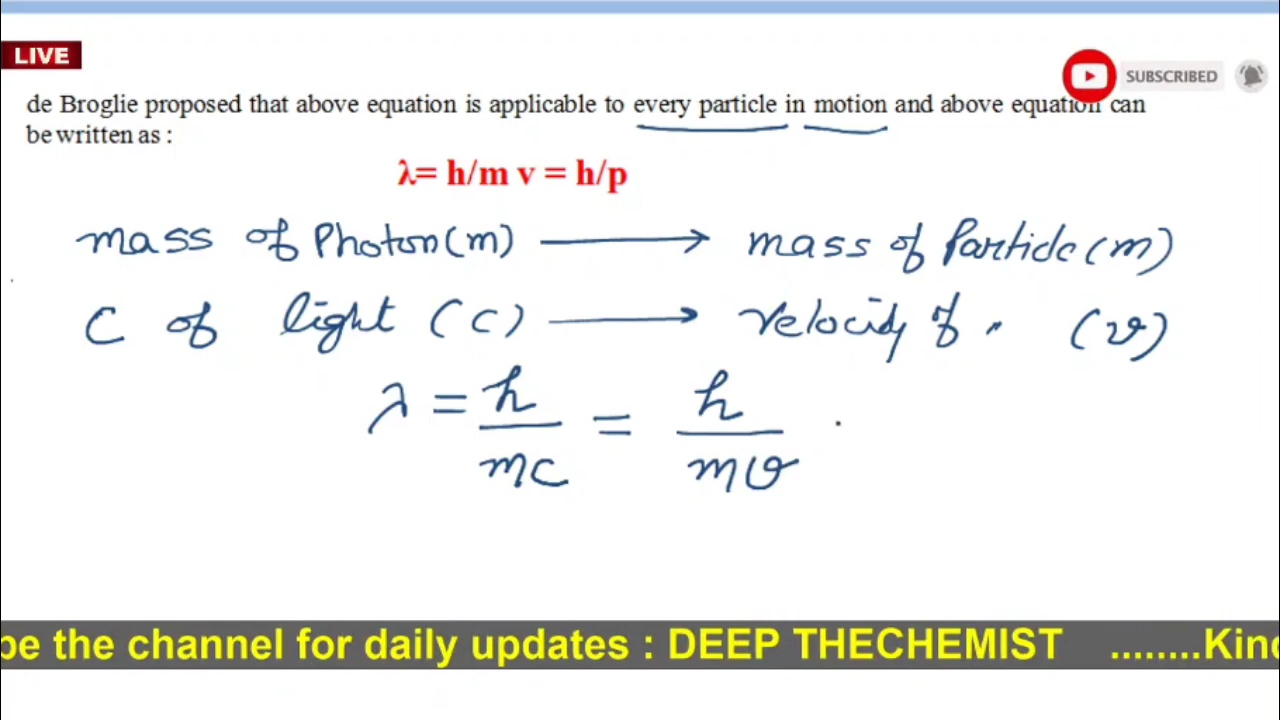 LIVE
SUBSCRIBED
de Broglie proposed that above equation is applicable to every particle in motion and above equation can
be written as :
λ= h/m v = h/p
mass of Photon (m) ⟶ mass of Particle (m)
C of light (C) ⟶ Velocity of 〃 (v)
λ = h/mc = h/mv
be the channel for daily updates : DEEP THECHEMIST ........Kind